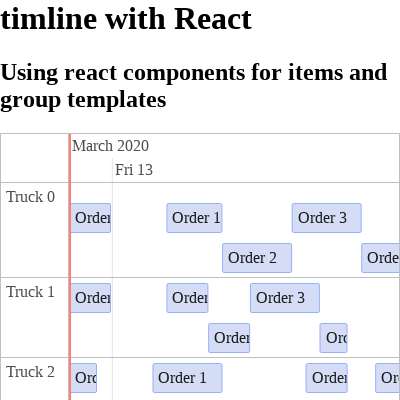 timline with React
Using react components for items and
group templates
March 2020
Fri 13
Truck 0
Order Order 1 Order 3
Order 2 Orde
Truck 1
Order Order Order 3
Order Orc
Truck 2
Orc Order 1 Order Or